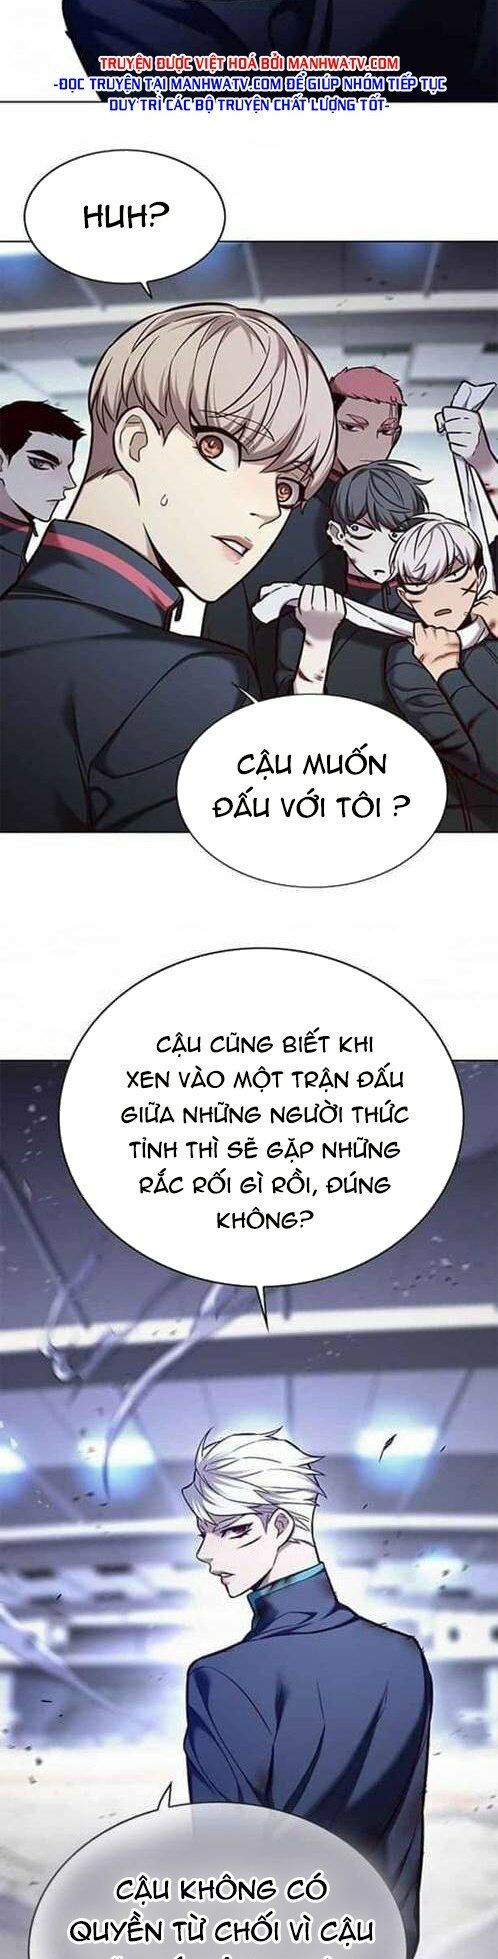 TRUYỆN ĐƯỢC VIỆT HOÁ BỞI MANHWATV.COM
-ĐỌC TRUYỆN TẠI MANHWATV.COM ĐỂ GIÚP NHÓM TIẾP TỤC
DUY TRÌ CÁC BỘ TRUYỆN CHẤT LƯỢNG TỐT-
HUH?
CẬU MUỐN
ĐẤU VỚI TÔI ?
CẬU CŨNG BIẾT KHI
XEN VÀO MỘT TRẬN ĐẤU
GIỮA NHỮNG NGƯỜI THỨC
TỈNH THÌ SẼ GẶP NHỮNG
RẮC RỐI GÌ RỒI, ĐÚNG
KHÔNG?
CẬU KHÔNG CÓ
QUYỀN TỪ CHỐI VÌ CẬU